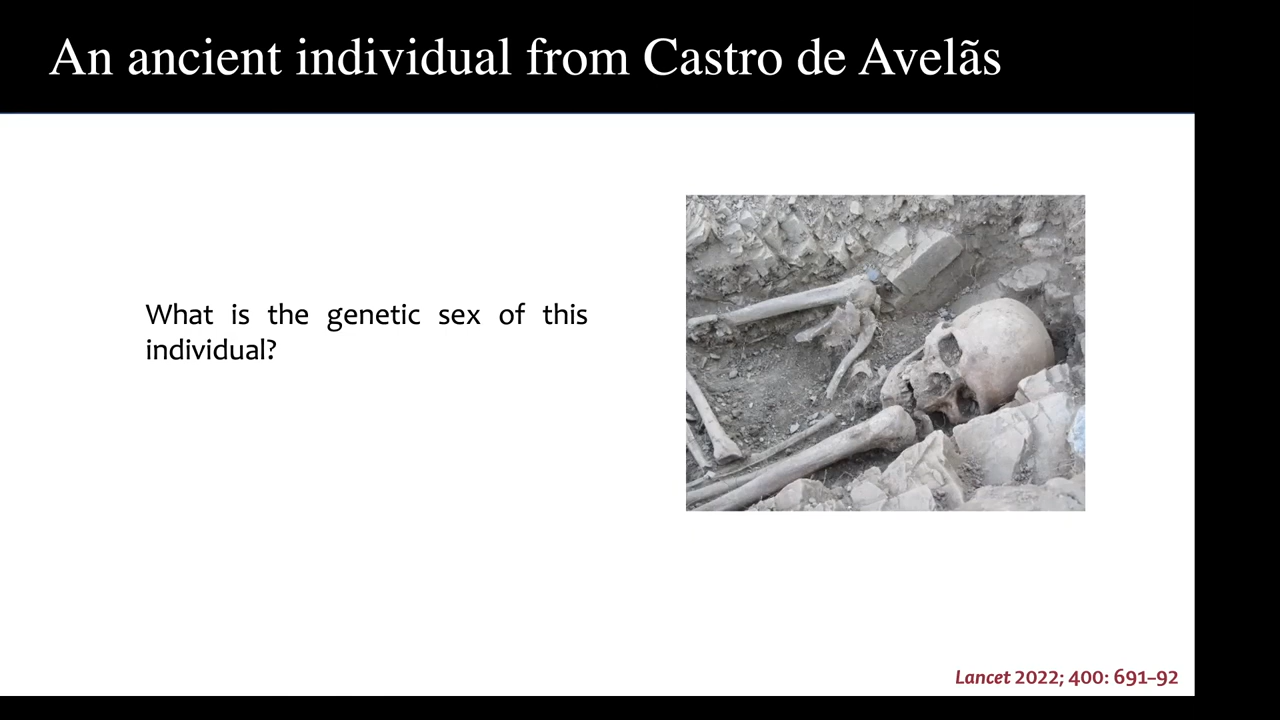 An ancient individual from Castro de Avelãs
What is the genetic sex of this
individual?
Lancet 2022; 400: 691–92